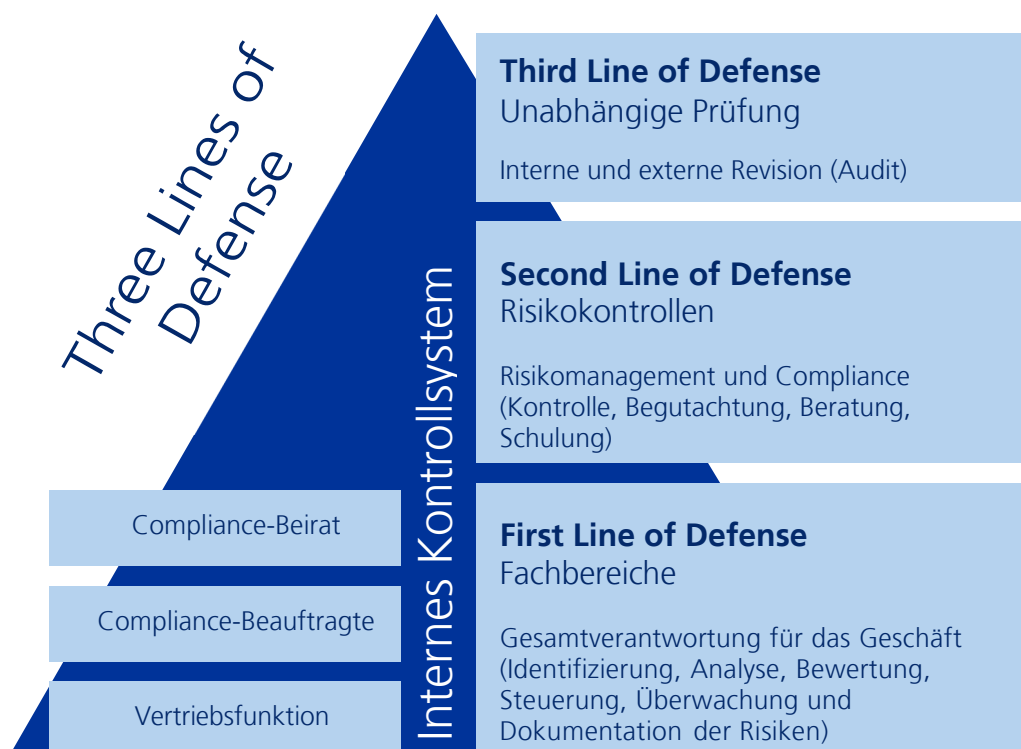 Three Lines of
Defense
Internes Kontrollsystem
Third Line of Defense
Unabhängige Prüfung
Interne und externe Revision (Audit)
Second Line of Defense
Risikokontrollen
Risikomanagement und Compliance
(Kontrolle, Begutachtung, Beratung,
Schulung)
First Line of Defense
Fachbereiche
Gesamtverantwortung für das Geschäft
(Identifizierung, Analyse, Bewertung,
Steuerung, Überwachung und
Dokumentation der Risiken)
Compliance-Beirat
Compliance-Beauftragte
Vertriebsfunktion